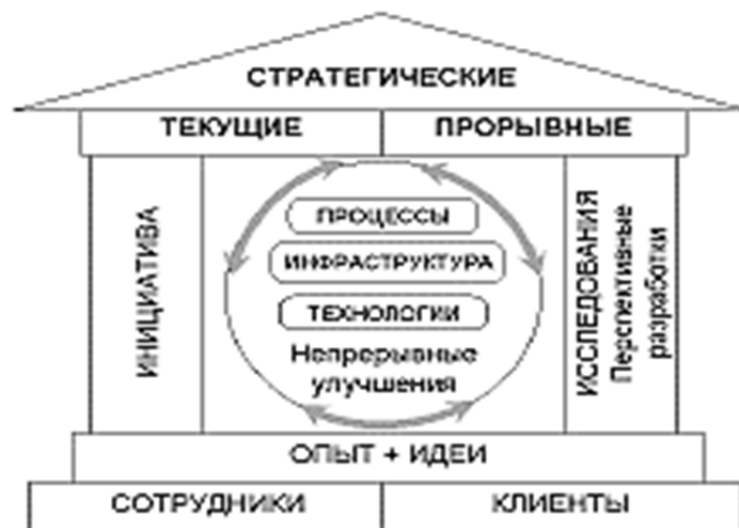 СТРАТЕГИЧЕСКИЕ
ТЕКУЩИЕ
ПРОРЫВНЫЕ
ИНИЦИАТИВА
ПРОЦЕССЫ
ИНФРАСТРУКТУРА
ТЕХНОЛОГИИ
Непрерывные
улучшения
ИССЛЕДОВАНИЯ
Перспективные
разработки
ОПЫТ + ИДЕИ
СОТРУДНИКИ
КЛИЕНТЫ